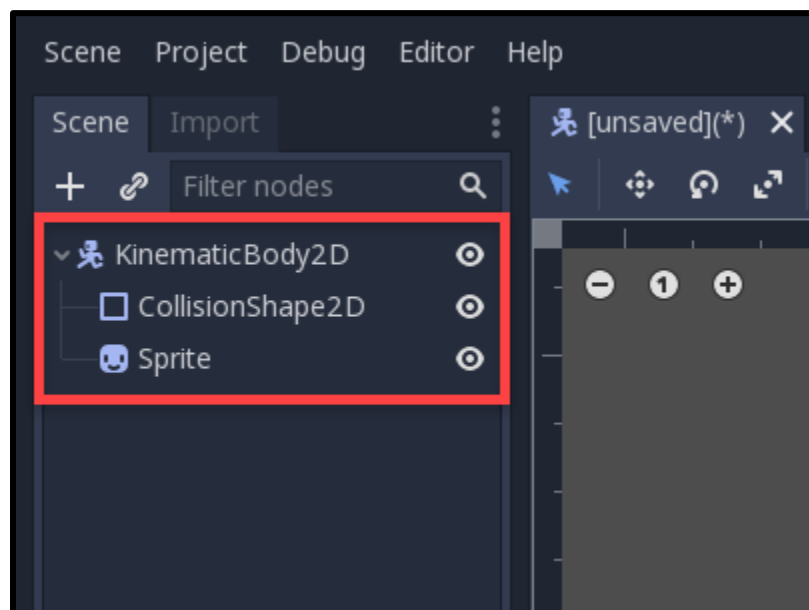 Scene Project Debug Editor Help
Scene Import
[unsaved](*)
Filter nodes
KinematicBody2D
CollisionShape2D
Sprite
1